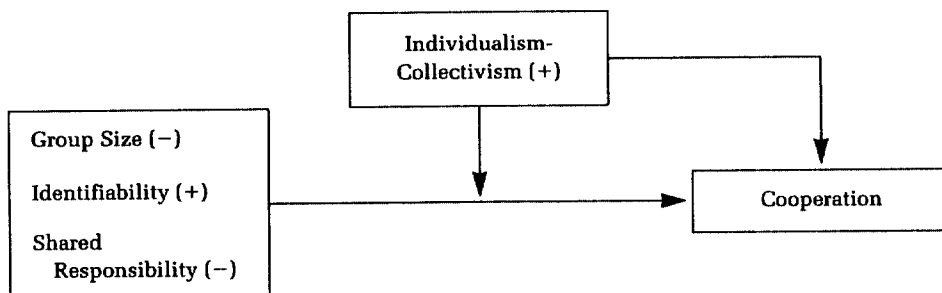 Individualism-
Collectivism (+)
Group Size (−)
Identifiability (+)
Shared
Responsibility (−)
Cooperation